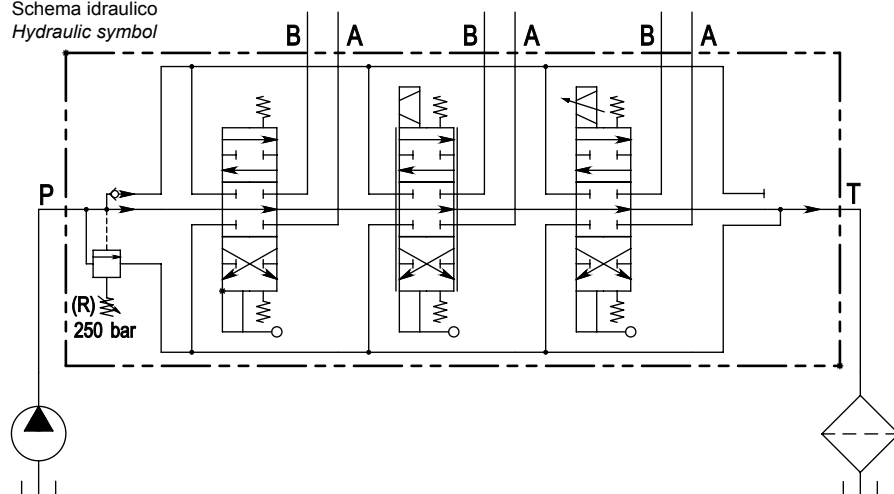 Schema idraulico
Hydraulic symbol
B A B A B A
P T
(R)
250 bar